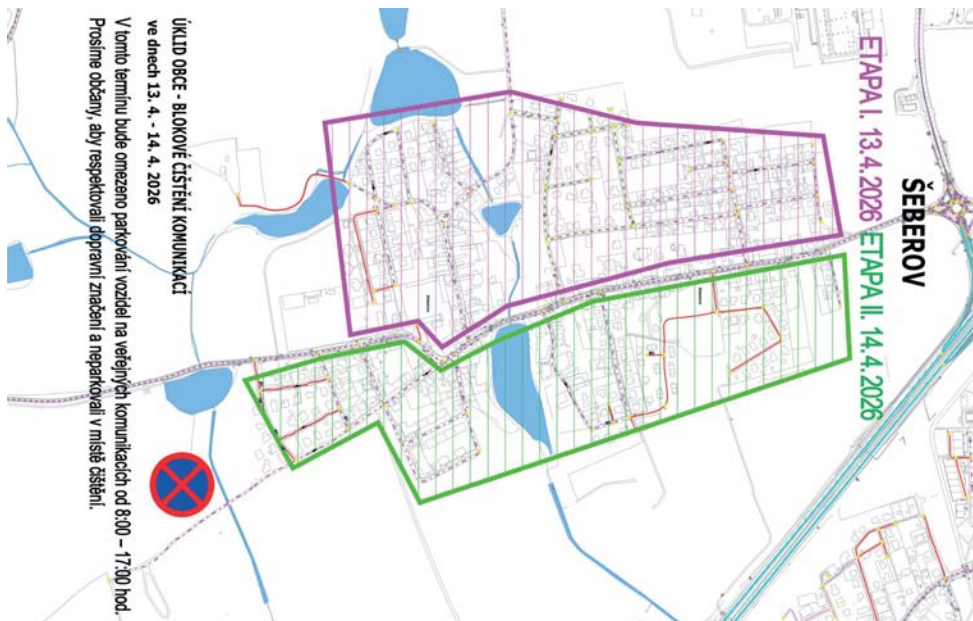 ŠEBEROV
ETAPA I. 13.4.2026 ETAPA II. 14.4.2026
ÚKLID OBCE - BLOKOVÉ ČIŠTĚNÍ KOMUNIKACÍ
ve dnech 13. 4. - 14. 4. 2026
V tomto termínu bude omezeno parkování vozidel na veřejných komunikacích od 8:00 – 17:00 hod.
Prosíme občany, aby respektovali dopravní značení a neparkovali v místě čištění.